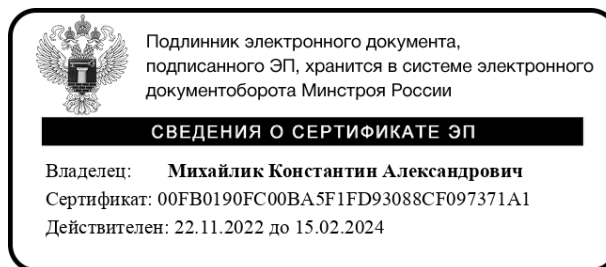 Подлинник электронного документа,
подписанного ЭП, хранится в системе электронного
документоборота Минстроя России
СВЕДЕНИЯ О СЕРТИФИКАТЕ ЭП
Владелец: Михайлик Константин Александрович
Сертификат: 00FB0190FC00BA5F1FD93088CF097371A1
Действителен: 22.11.2022 до 15.02.2024